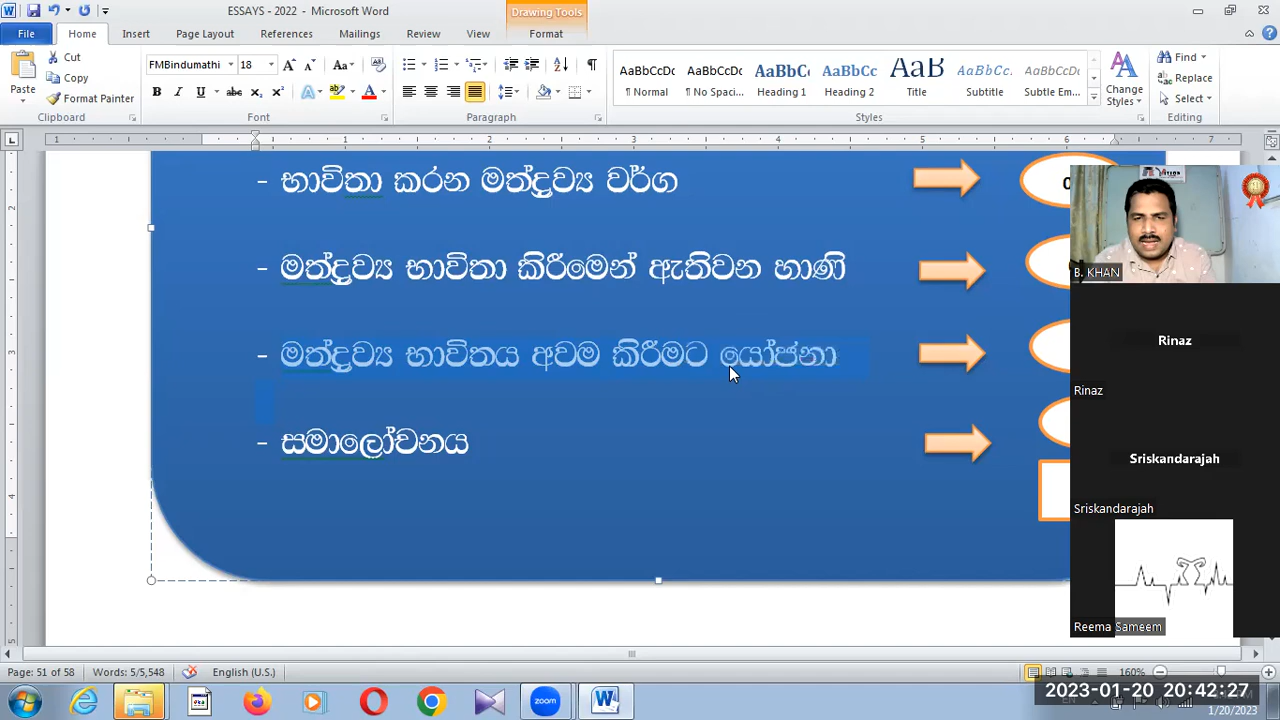 ESSAYS - 2022 - Microsoft Word
Drawing Tools
File Home Insert Page Layout References Mailings Review View Format
Cut
Copy
Format Painter
Paste
Clipboard
FMBindumathi 18
Font
Paragraph
AaBbCcDc AaBbCcDc AaBbCc AaBbCc AaB AaBbCcDc AaBbCcDc
¶ Normal ¶ No Spaci... Heading 1 Heading 2 Title Subtitle Subtle Em...
Styles
Change Styles
Find
Replace
Select
Editing
- භාවිතා කරන මත්ද්‍රව්‍ය වර්ග
- මත්ද්‍රව්‍ය භාවිතා කිරීමෙන් ඇතිවන හාණි
- මත්ද්‍රව්‍ය භාවිතය අවම කිරීමට යෝජනා
- සමාලෝචනය
B. KHAN
Rinaz
Rinaz
Sriskandarajah
Sriskandarajah
Reema Sameem
Page: 51 of 58 Words: 5/5,548 English (U.S.) 160%
zoom
2023-01-20 20:42:27
1/20/2023